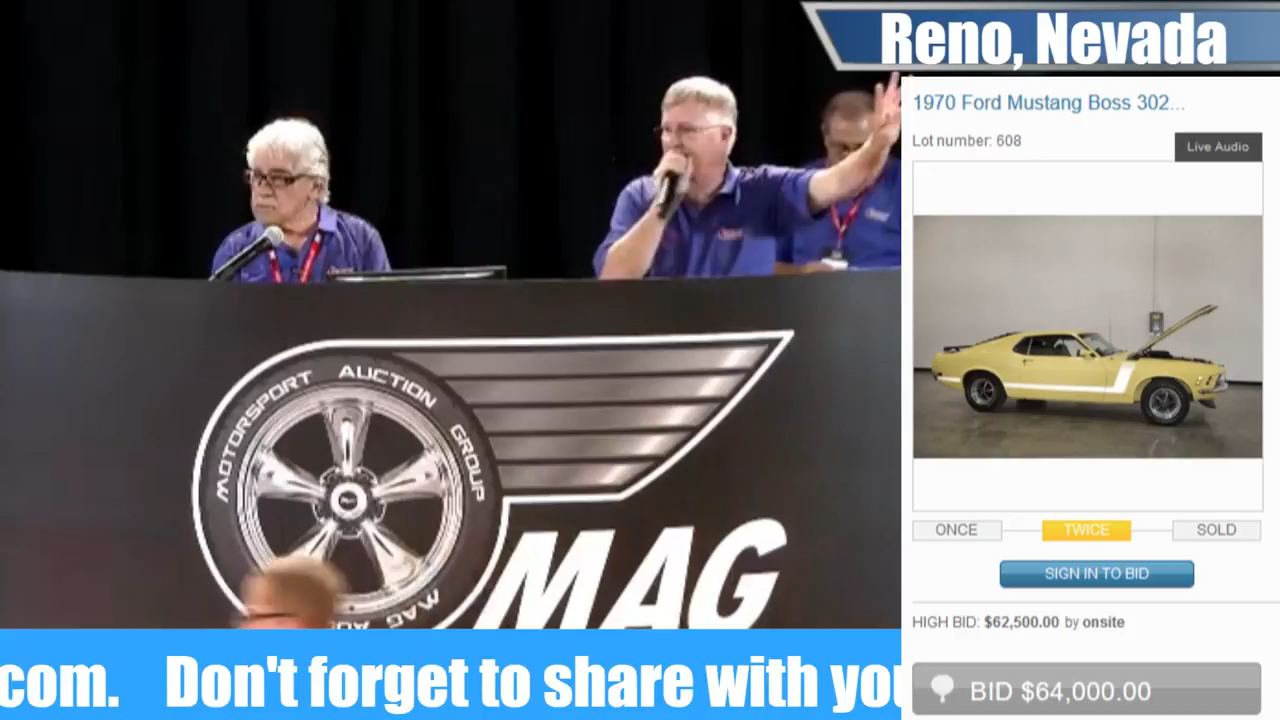 Reno, Nevada
1970 Ford Mustang Boss 302...
Lot number: 608
Live Audio
MOTORSPORT AUCTION GROUP
MAG
MAG
ONCE
TWICE
SOLD
SIGN IN TO BID
HIGH BID: $62,500.00 by onsite
BID $64,000.00
com. Don't forget to share with you